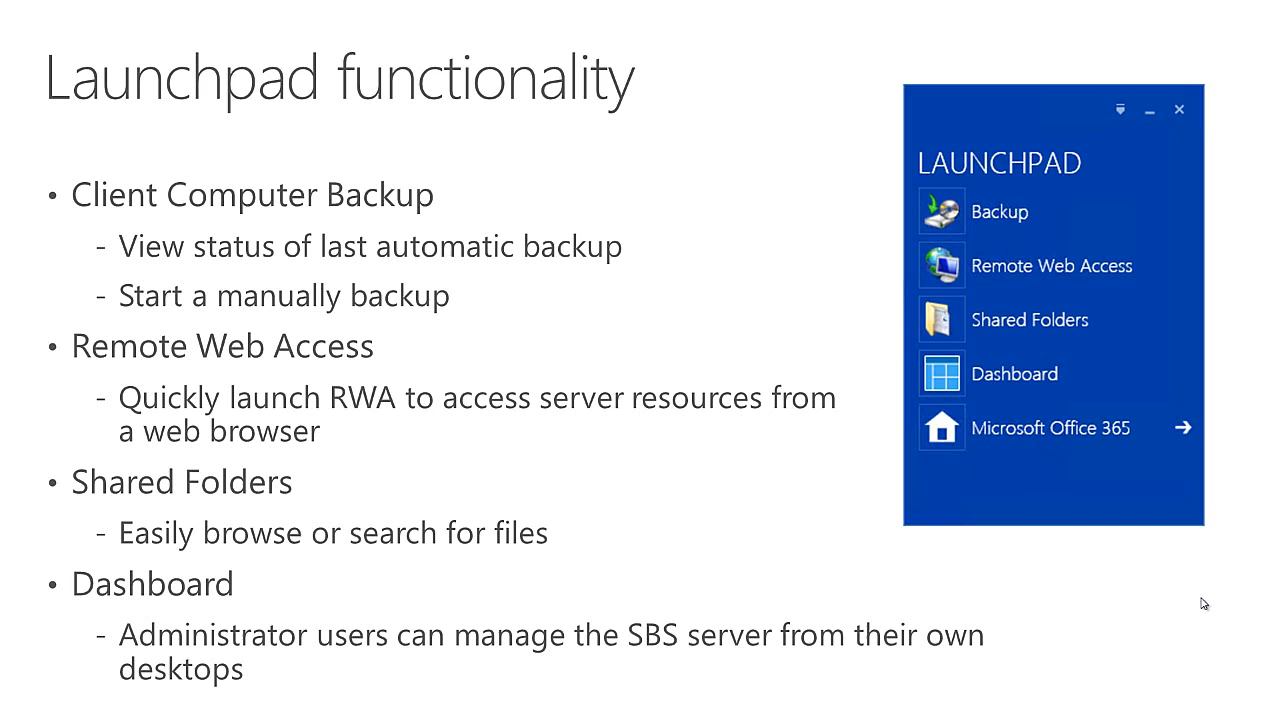 Launchpad functionality
• Client Computer Backup
- View status of last automatic backup
- Start a manually backup
• Remote Web Access
- Quickly launch RWA to access server resources from
a web browser
• Shared Folders
- Easily browse or search for files
• Dashboard
- Administrator users can manage the SBS server from their own
desktops
LAUNCHPAD
Backup
Remote Web Access
Shared Folders
Dashboard
Microsoft Office 365